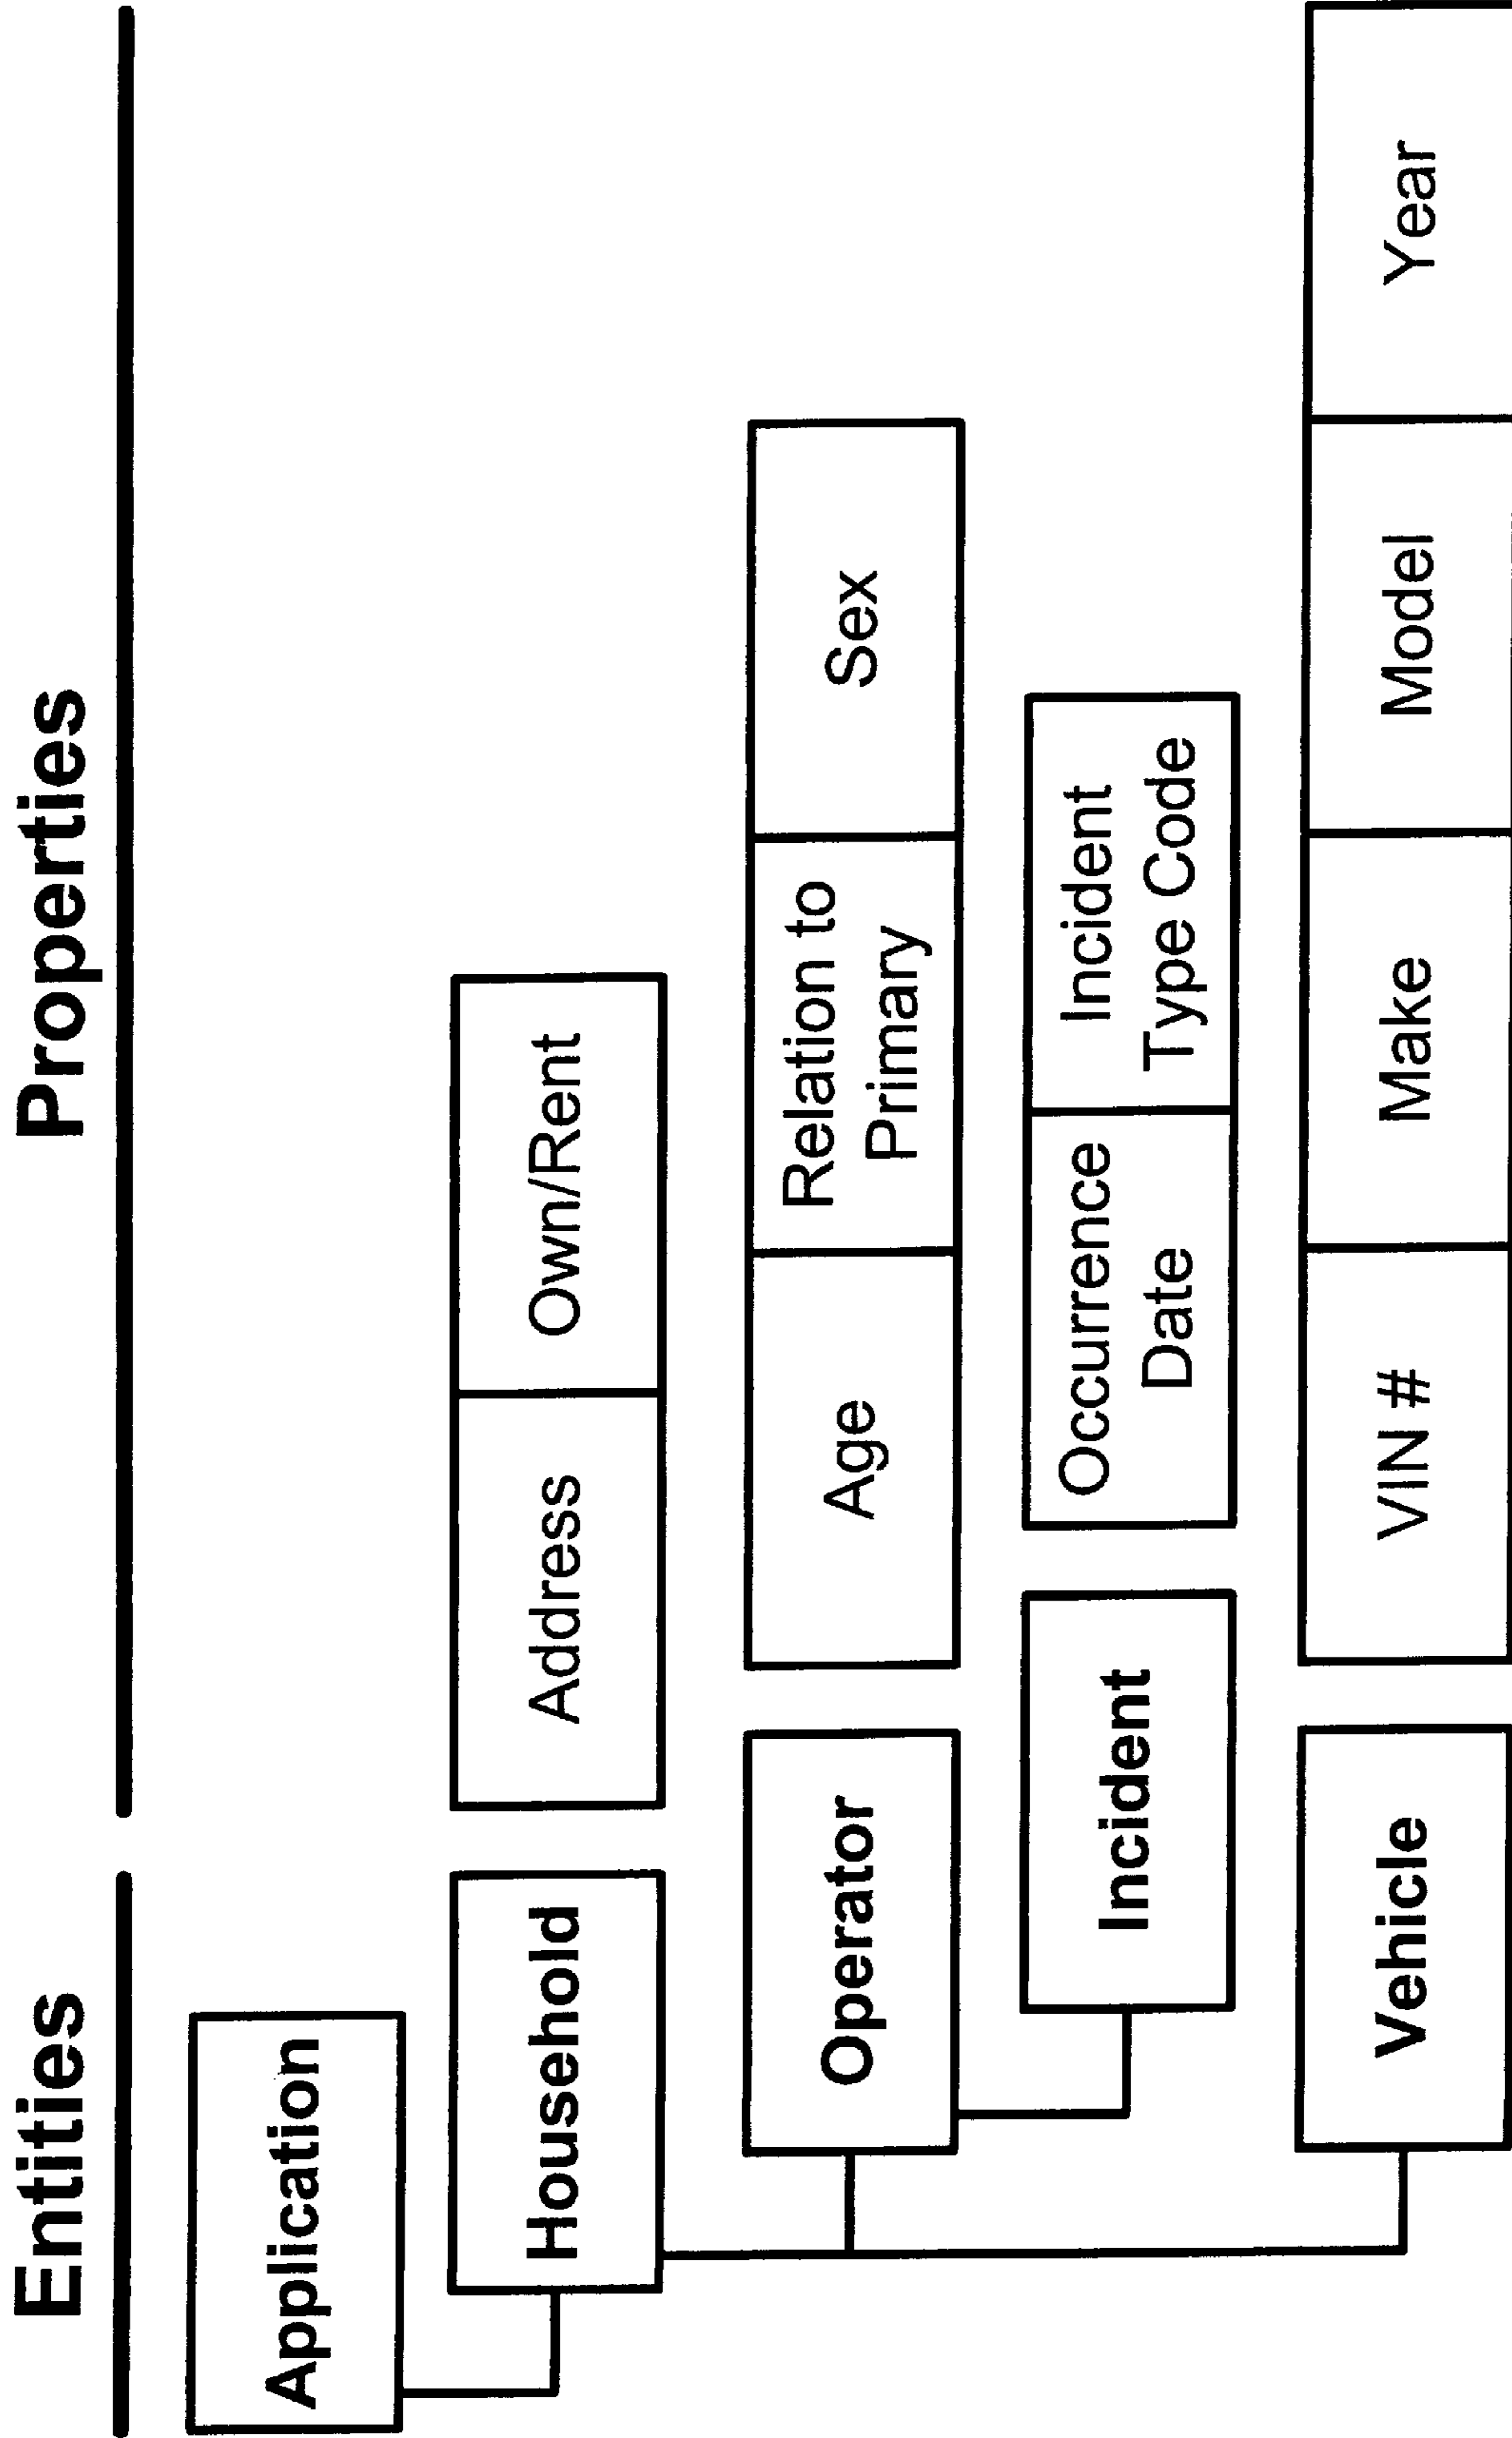 Entities
Properties
Application
Household
Address
Own/Rent
Operator
Age
Relation to
Primary
Sex
Incident
Occurrence
Date
Incident
Type Code
Vehicle
VIN #
Make
Model
Year